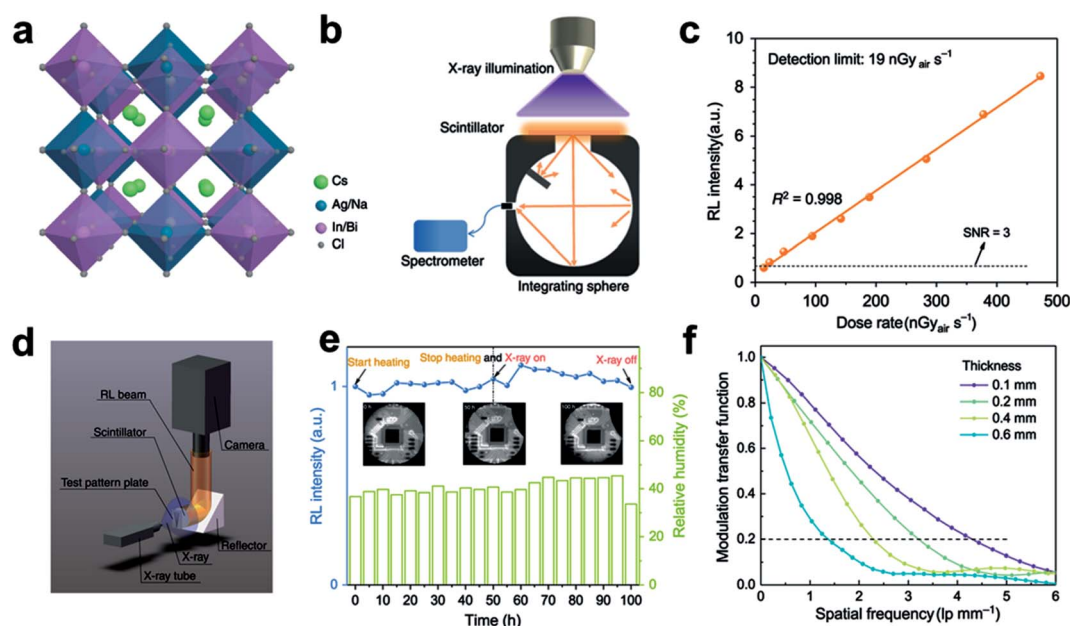 a
Cs
Ag/Na
In/Bi
Cl
b
X-ray illumination
Scintillator
Spectrometer
Integrating sphere
c
Detection limit: 19 nGy air s⁻¹
R² = 0.998
SNR = 3
RL intensity(a.u.)
10
8
6
4
2
0
0 100 200 300 400 500
Dose rate(nGy air s⁻¹)
d
RL beam
Scintillator
Camera
Test pattern plate
Reflector
X-ray
X-ray tube
e
Start heating
Stop heating and X-ray on
X-ray off
50 h
100 h
RL intensity (a.u.)
1
0
Relative humidity (%)
80
60
40
20
0
0 10 20 30 40 50 60 70 80 90 100
Time (h)
f
Thickness
0.1 mm
0.2 mm
0.4 mm
0.6 mm
Modulation transfer function
1.0
0.8
0.6
0.4
0.2
0.0
0 1 2 3 4 5 6
Spatial frequency(lp mm⁻¹)